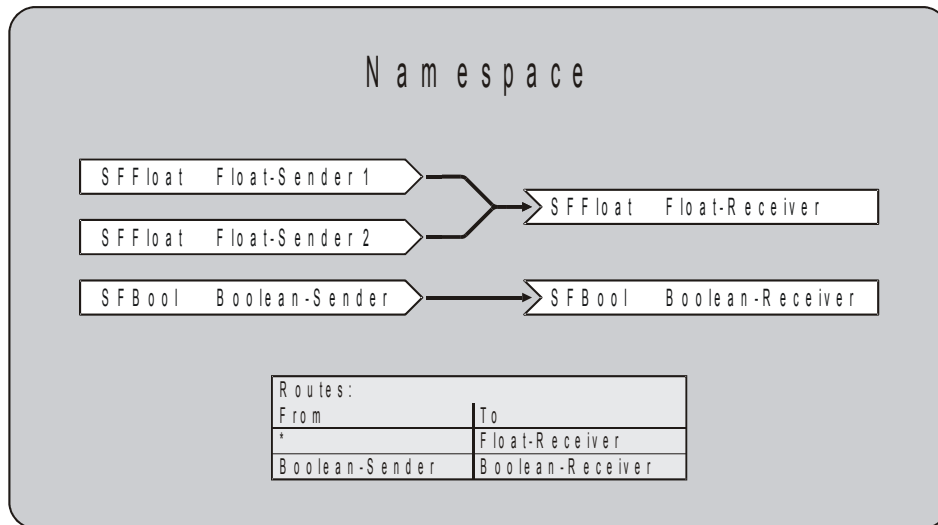 Namespace
SFFloat Float-Sender1
SFFloat Float-Receiver
SFFloat Float-Sender2
SFBool Boolean-Sender
SFBool Boolean-Receiver
Routes:
From To
* Float-Receiver
Boolean-Sender Boolean-Receiver